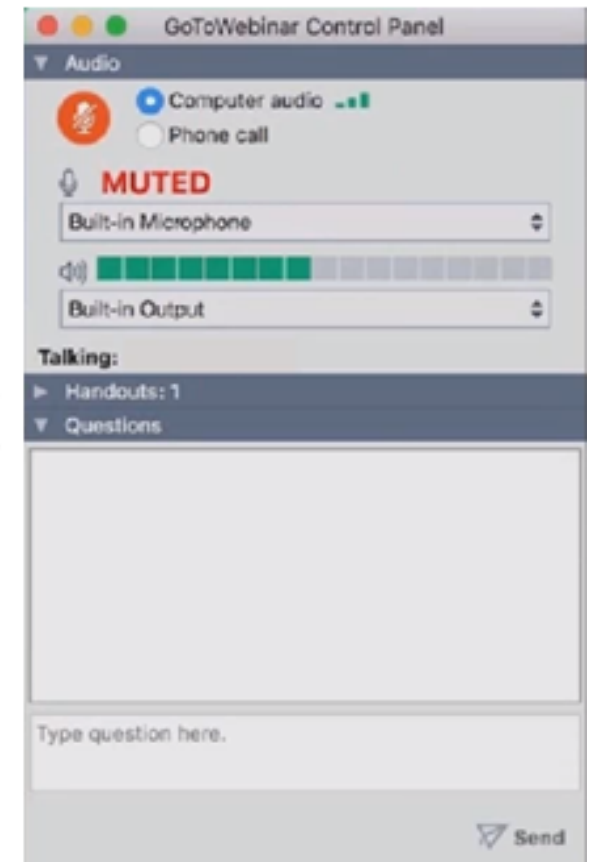 GoToWebinar Control Panel
Audio
Computer audio
Phone call
MUTED
Built-in Microphone
Built-in Output
Talking:
Handouts: 1
Questions
Type question here.
Send